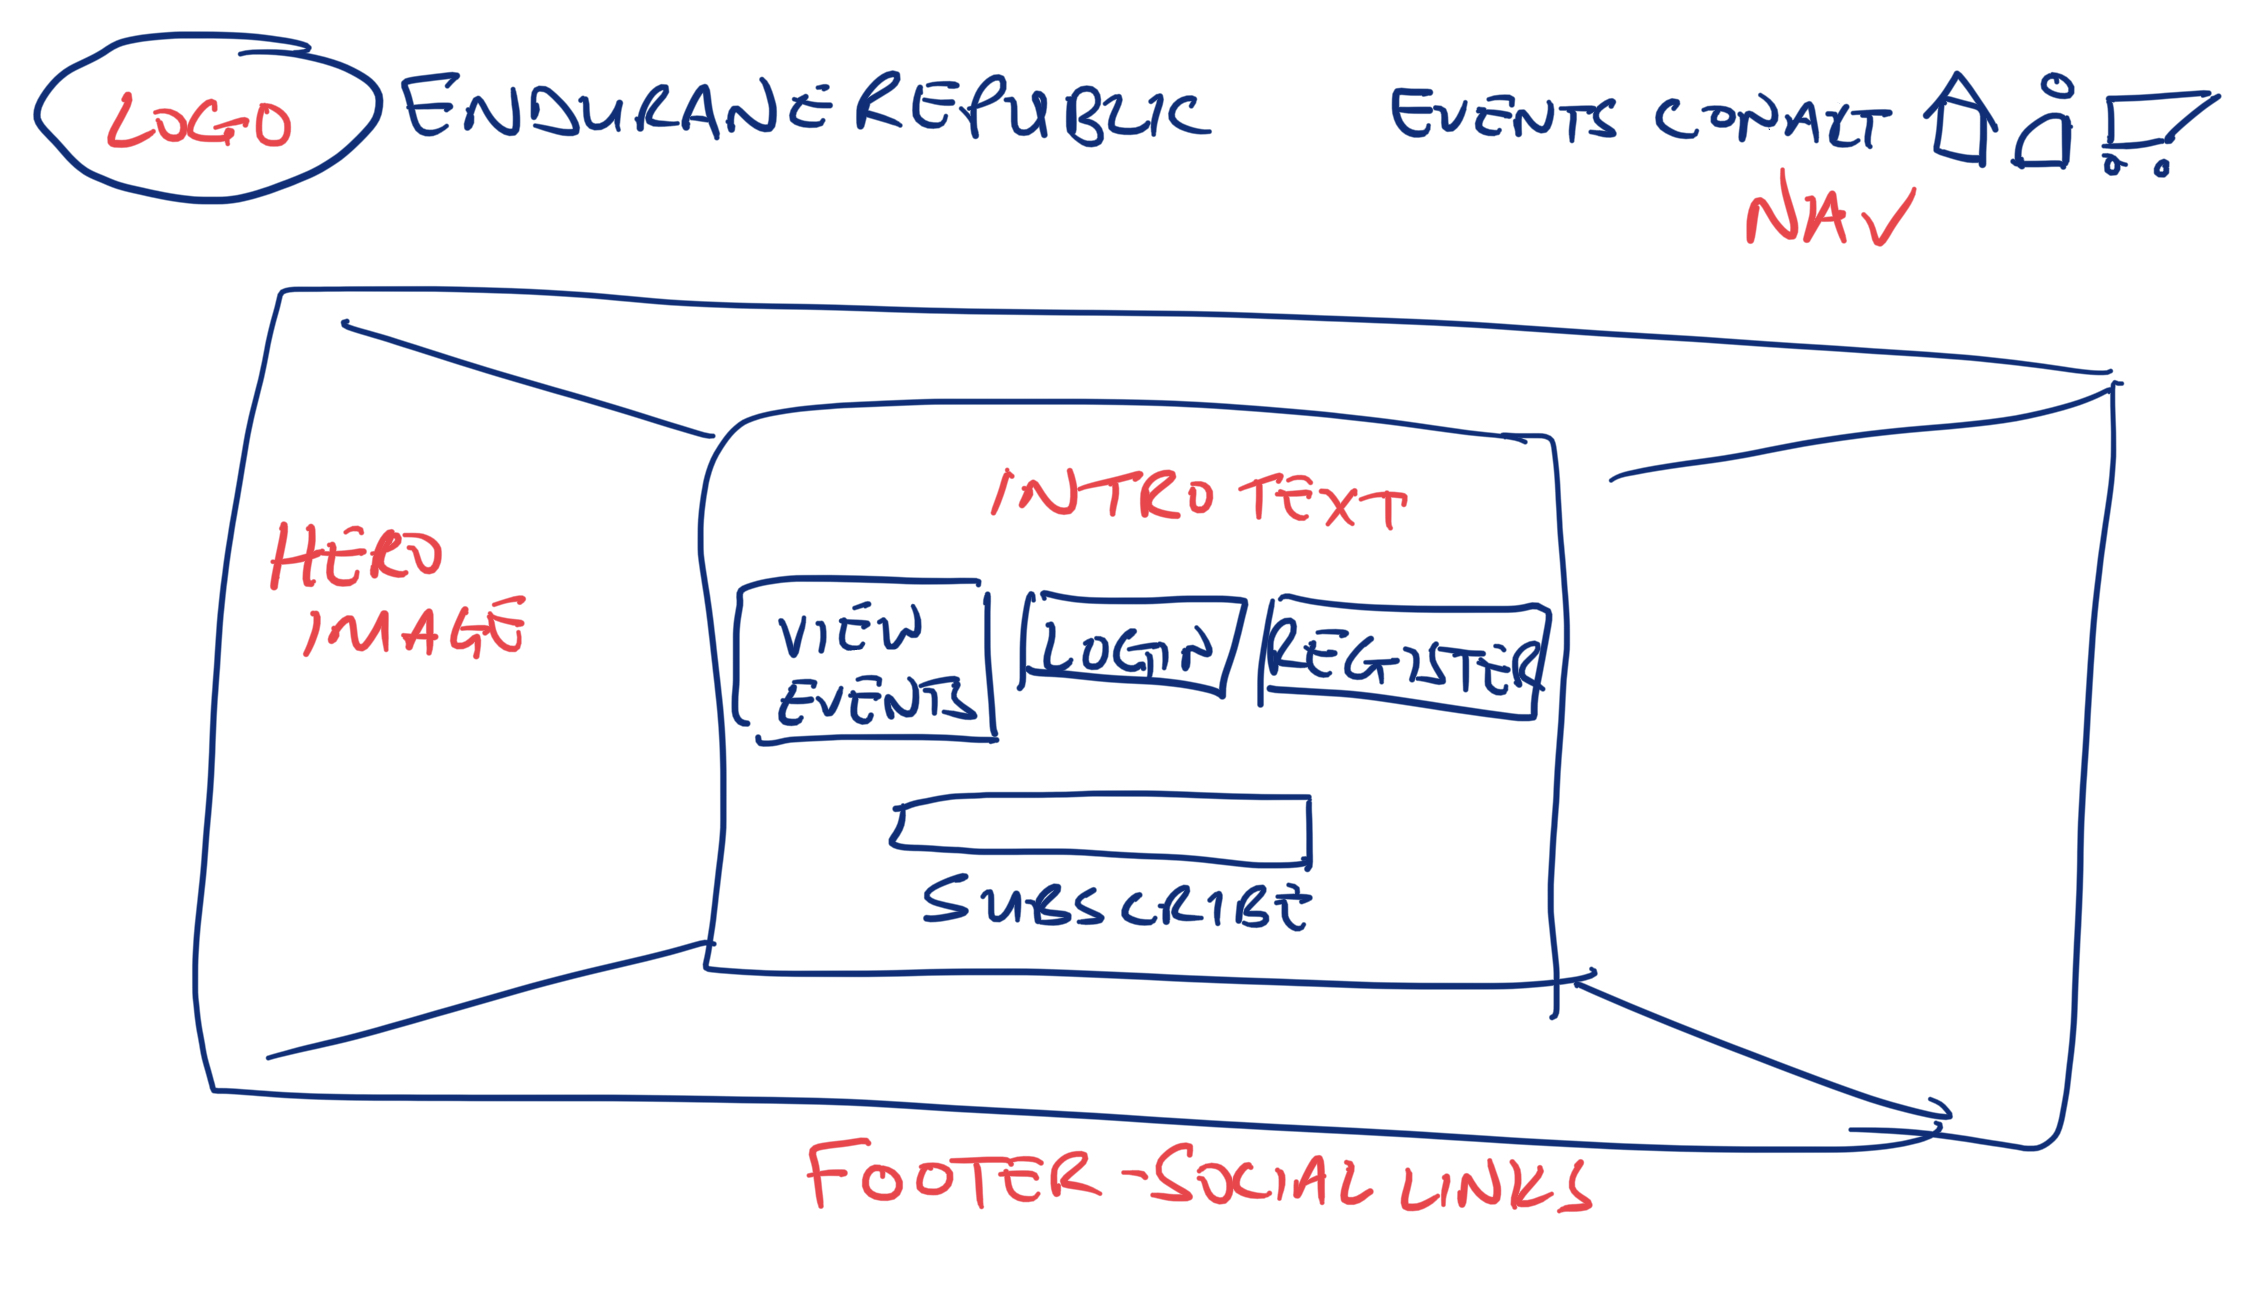 LOGO ENDURANE REPUBLIC EVENTS CONACT
NAV
INTRO TEXT
HERO
IMAGE
VIEW
EVENTS
LOGIN
REGISTER
SUBSCRIBE
FOOTER - SOCIAL LINKS